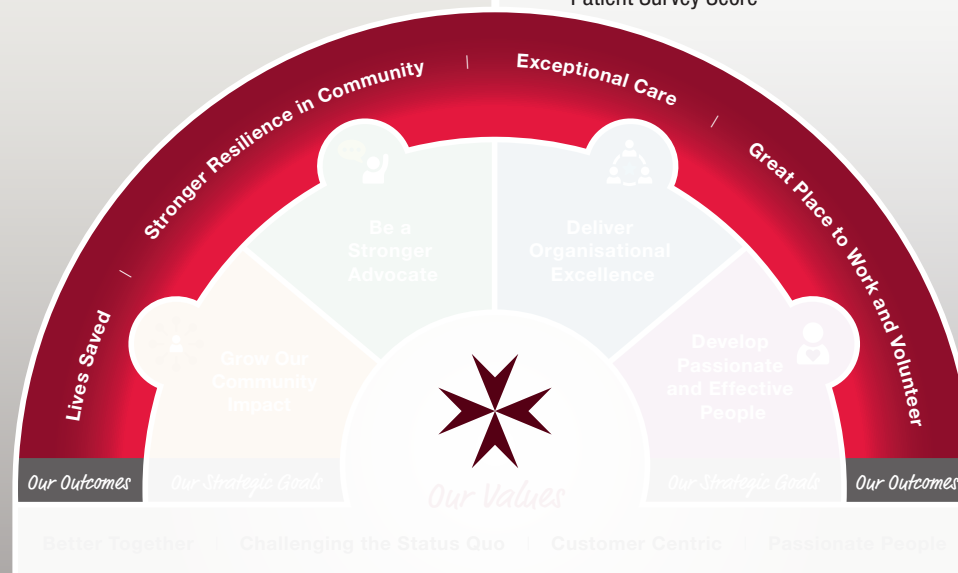 Patient Survey Score
Lives Saved | Stronger Resilience in Community | Exceptional Care | Great Place to Work and Volunteer
Be a
Stronger
Advocate
Deliver
Organisational
Excellence
Grow Our
Community
Impact
Develop
Passionate
and Effective
People
Our Outcomes
Our Strategic Goals
Our Values
Our Strategic Goals
Our Outcomes
Better Together | Challenging the Status Quo | Customer Centric | Passionate People